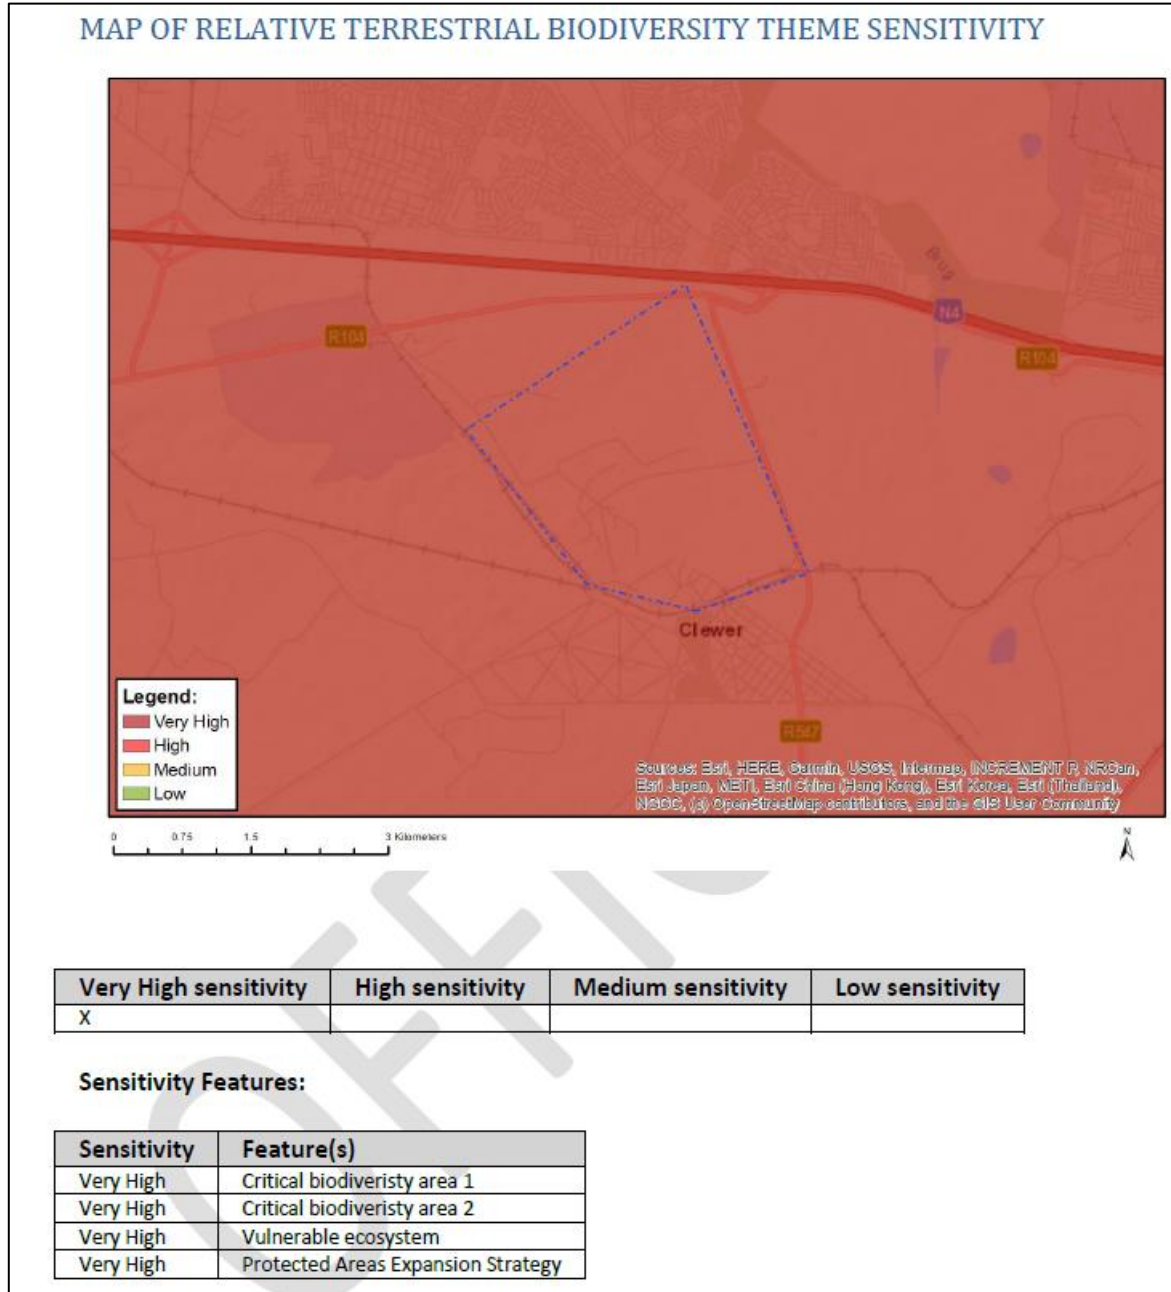 MAP OF RELATIVE TERRESTRIAL BIODIVERSITY THEME SENSITIVITY
Brug
N4
R104
R104
Clewer
R547
Legend:
Very High
High
Medium
Low
Sources: Esri, HERE, Garmin, USGS, Intermap, INCREMENT P, NRCan,
Esri Japan, METI, Esri China (Hong Kong), Esri Korea, Esri (Thailand),
NGCC, (c) OpenStreetMap contributors, and the GIS User Community
0 0.75 1.5 3 Kilometers
N
Very High sensitivity High sensitivity Medium sensitivity Low sensitivity
X
Sensitivity Features:
Sensitivity Feature(s)
Very High Critical biodiveristy area 1
Very High Critical biodiveristy area 2
Very High Vulnerable ecosystem
Very High Protected Areas Expansion Strategy